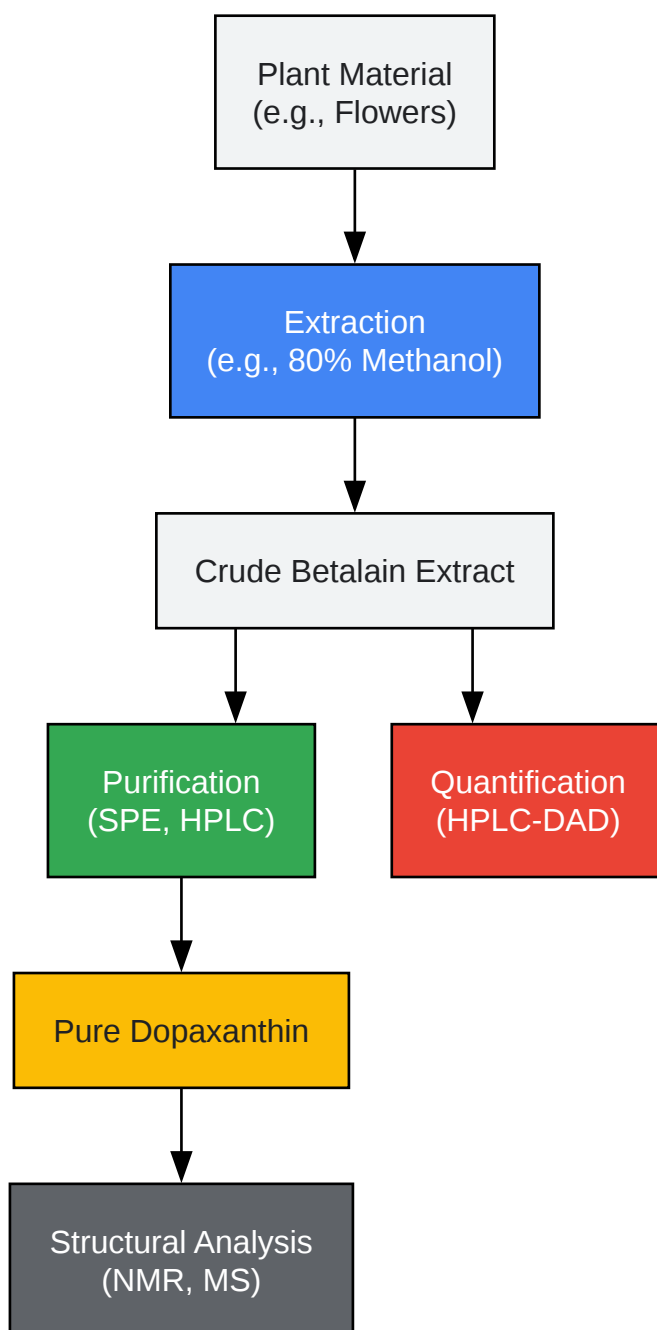 Plant Material
(e.g., Flowers)
Extraction
(e.g., 80% Methanol)
Crude Betalain Extract
Purification
(SPE, HPLC)
Quantification
(HPLC-DAD)
Pure Dopaxanthin
Structural Analysis
(NMR, MS)